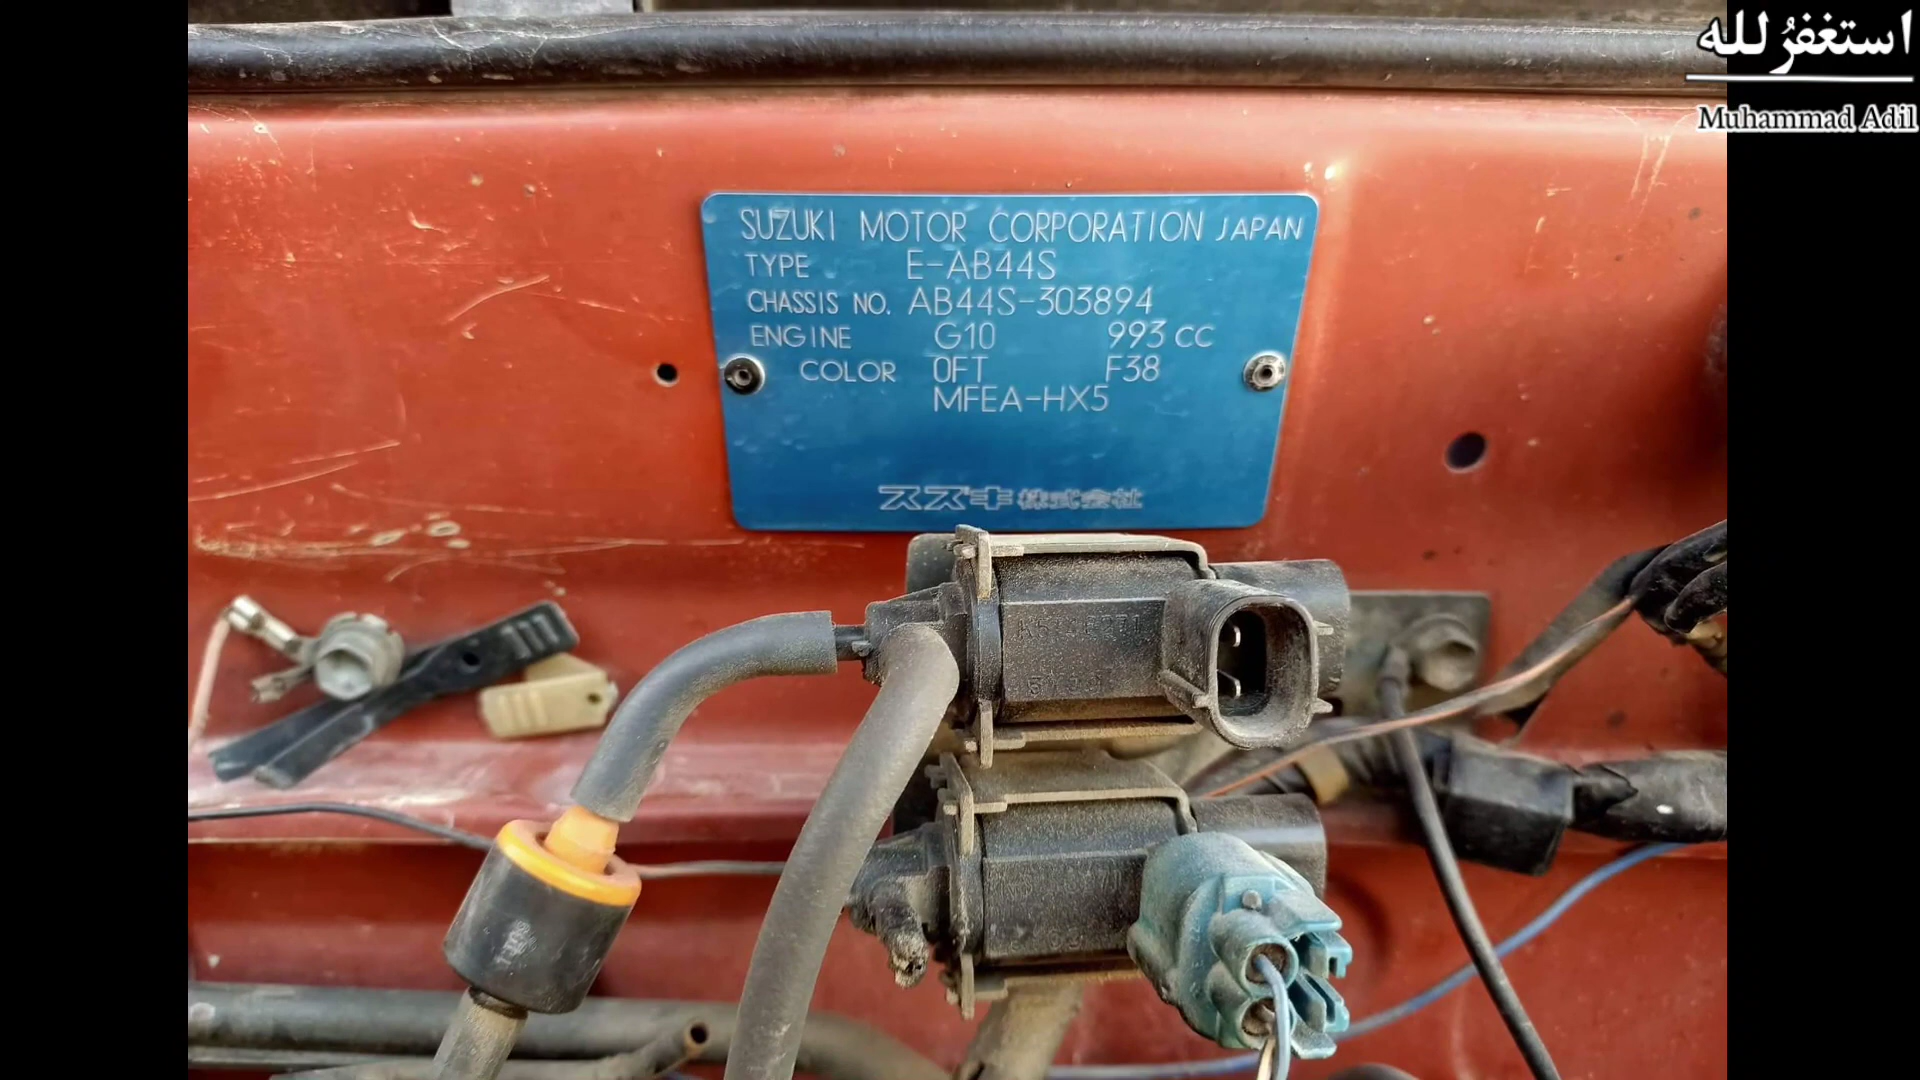 استغفرُلله
Muhammad Adil
SUZUKI MOTOR CORPORATION JAPAN
TYPE E-AB44S
CHASSIS NO. AB44S-303894
ENGINE G10 993 CC
COLOR 0FT F38
MFEA-HX5
スズキ株式会社